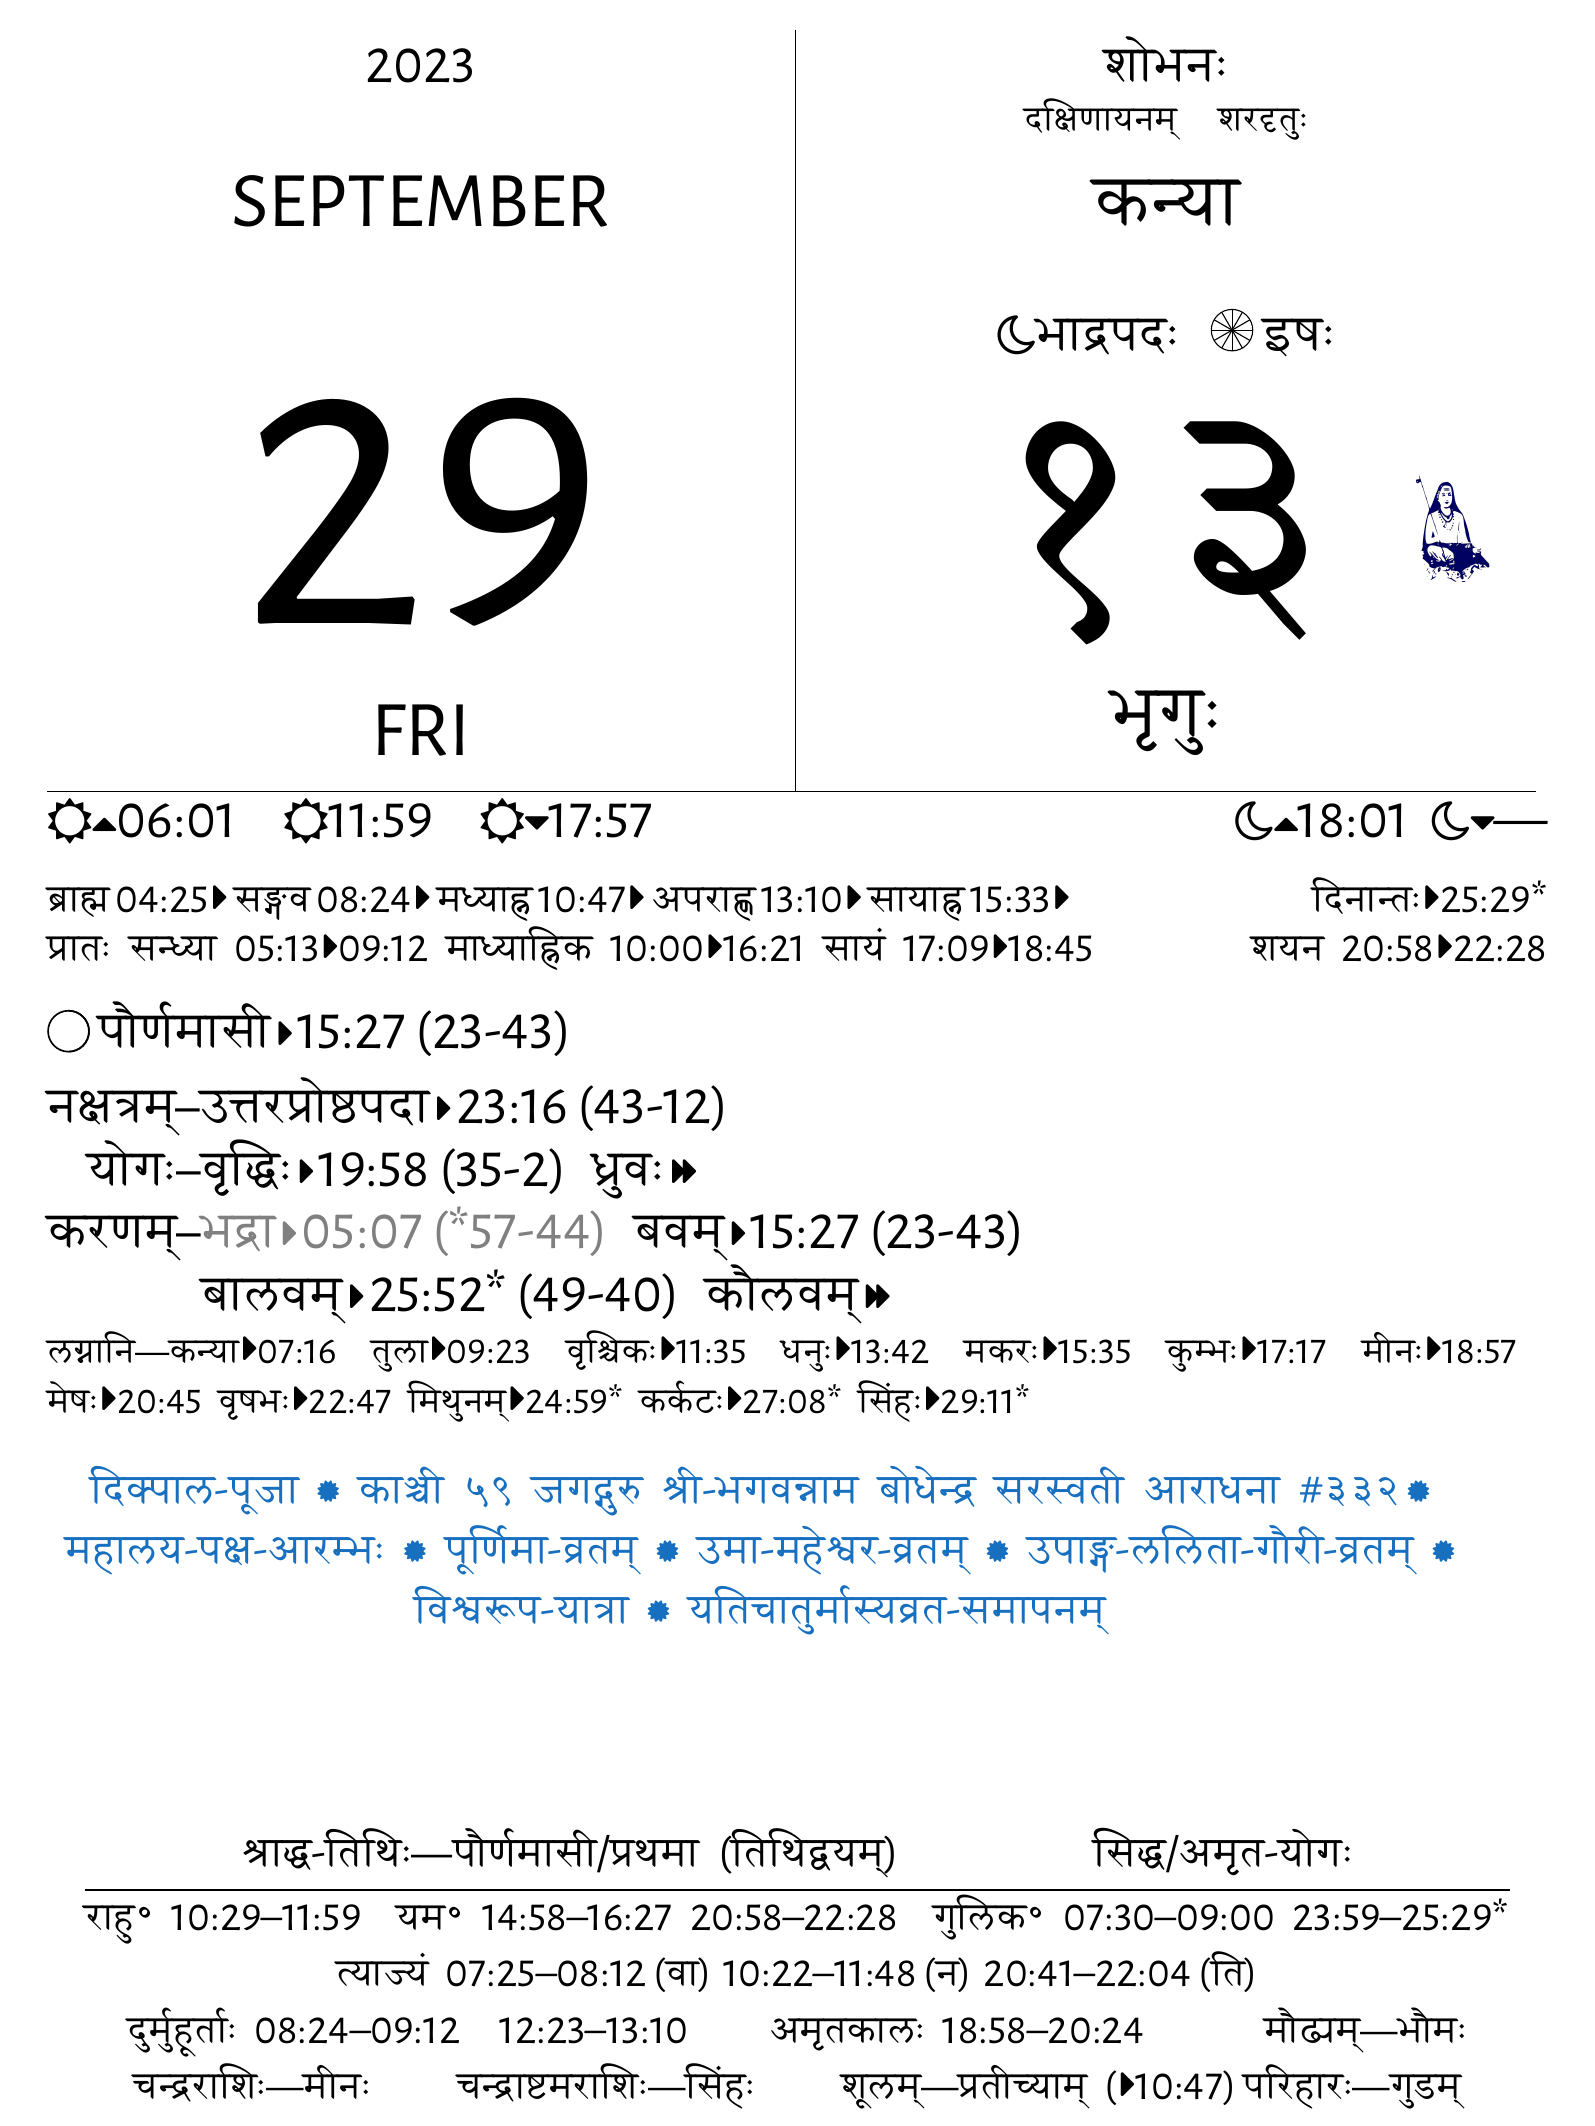 2023
SEPTEMBER
29
FRI
शोभनः
दक्षिणायनम् शरदृतुः
कन्या
भाद्रपदः इषः
१३
भृगुः
06:01 11:59 17:57 18:01 —
ब्राह्म 04:25 सङ्गव 08:24 मध्याह्न 10:47 अपराह्ण 13:10 सायाह्न 15:33 दिनान्तः 25:29*
प्रातः सन्ध्या 05:13 09:12 माध्याह्निक 10:00 16:21 सायं 17:09 18:45 शयन 20:58 22:28
पौर्णमासी 15:27 (23-43)
नक्षत्रम्–उत्तरप्रोष्ठपदा 23:16 (43-12)
योगः–वृद्धिः 19:58 (35-2) ध्रुवः
करणम्–भद्रा 05:07 (*57-44) बवम् 15:27 (23-43)
बालवम् 25:52* (49-40) कौलवम्
लग्नानि—कन्या 07:16 तुला 09:23 वृश्चिकः 11:35 धनुः 13:42 मकरः 15:35 कुम्भः 17:17 मीनः 18:57
मेषः 20:45 वृषभः 22:47 मिथुनम् 24:59* कर्कटः 27:08* सिंहः 29:11*
दिक्पाल-पूजा ✹ काञ्ची ५९ जगद्गुरु श्री-भगवन्नाम बोधेन्द्र सरस्वती आराधना #३३२ ✹
महालय-पक्ष-आरम्भः ✹ पूर्णिमा-व्रतम् ✹ उमा-महेश्वर-व्रतम् ✹ उपाङ्ग-ललिता-गौरी-व्रतम् ✹
विश्वरूप-यात्रा ✹ यतिचातुर्मास्यव्रत-समापनम्
श्राद्ध-तिथिः—पौर्णमासी/प्रथमा (तिथिद्वयम्) सिद्ध/अमृत-योगः
राहु॰ 10:29–11:59 यम॰ 14:58–16:27 20:58–22:28 गुलिक॰ 07:30–09:00 23:59–25:29*
त्याज्यं 07:25–08:12 (वा) 10:22–11:48 (न) 20:41–22:04 (ति)
दुर्मुहूर्ताः 08:24–09:12 12:23–13:10 अमृतकालः 18:58–20:24 मौढ्यम्—भौमः
चन्द्रराशिः—मीनः चन्द्राष्टमराशिः—सिंहः शूलम्—प्रतीच्याम् (10:47) परिहारः—गुडम्